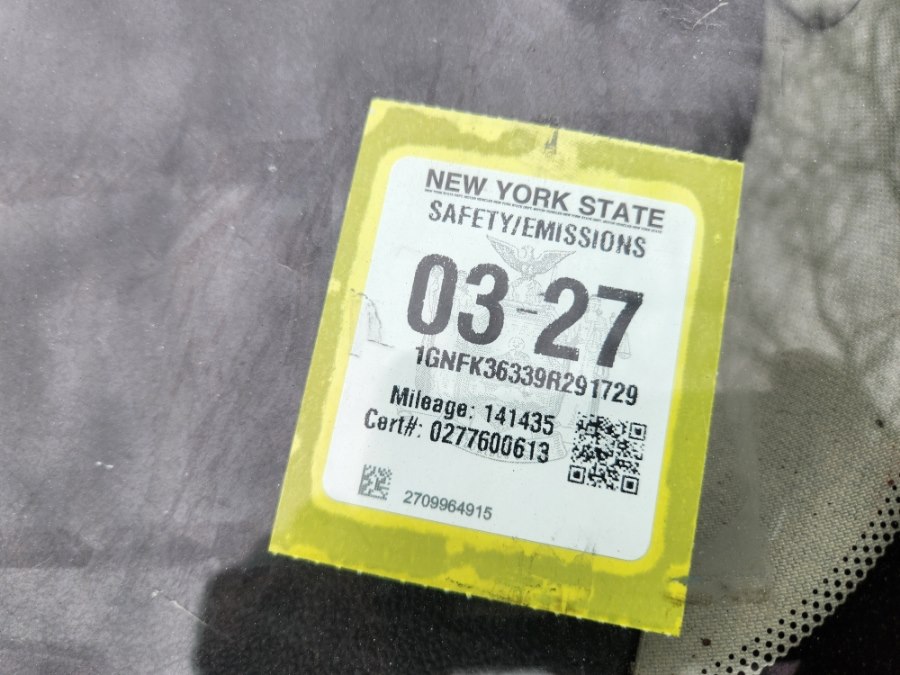 NEW YORK STATE
SAFETY/EMISSIONS
03-27
1GNFK36339R291729
Mileage: 141435
Cert#: 0277600613
2709964915